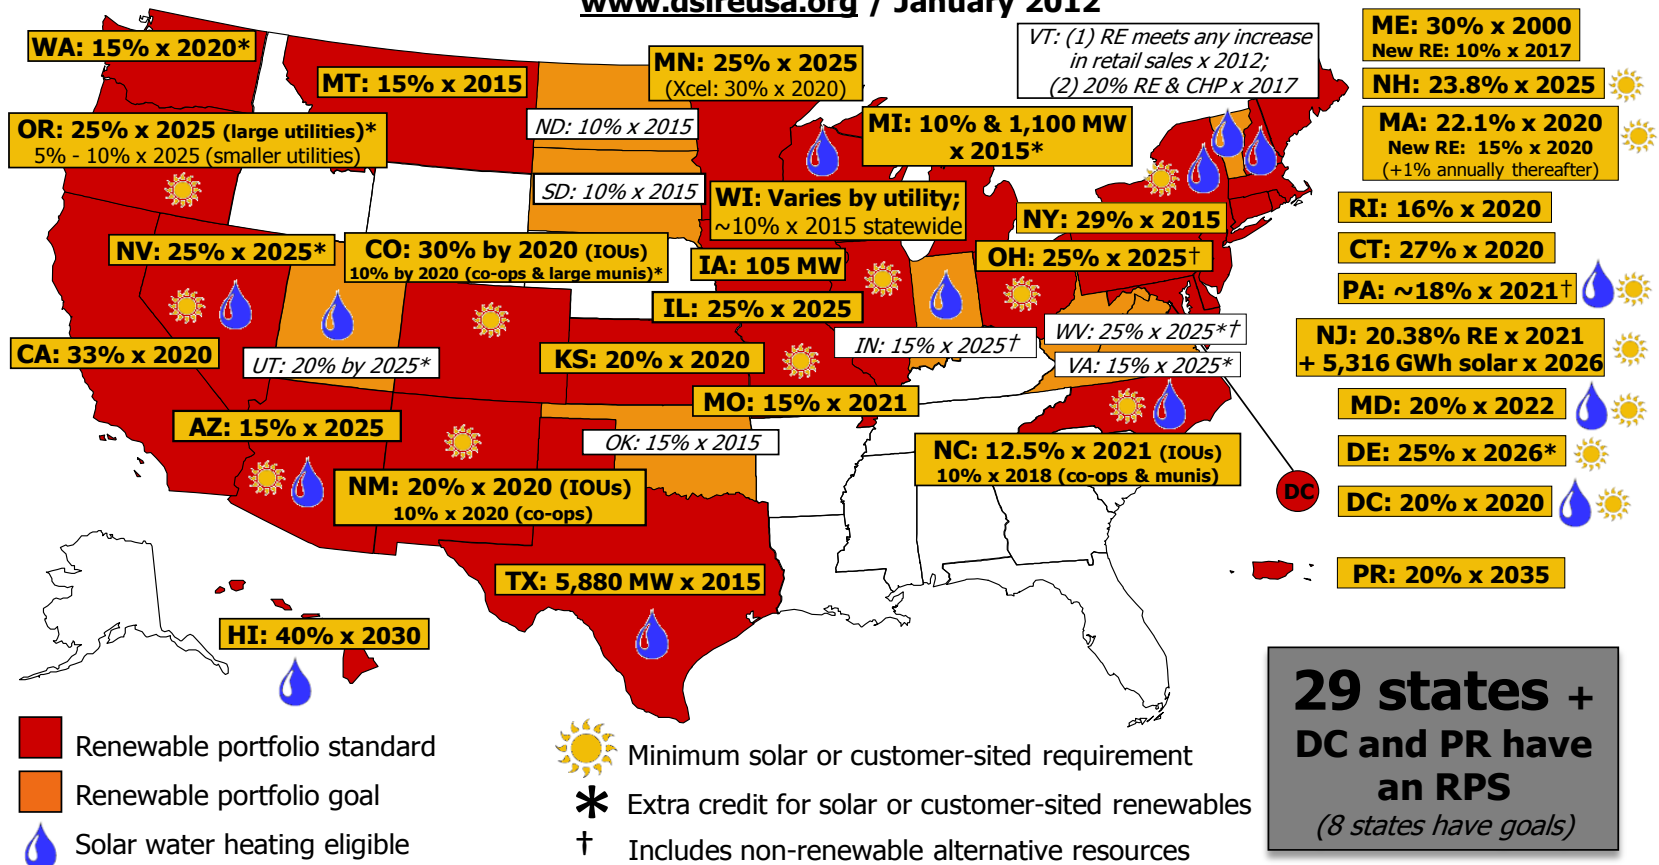 www.dsireusa.org / January 2012
WA: 15% x 2020*
MT: 15% x 2015
ND: 10% x 2015
MN: 25% x 2025
(Xcel: 30% x 2020)
VT: (1) RE meets any increase
in retail sales x 2012;
(2) 20% RE & CHP x 2017
ME: 30% x 2000
New RE: 10% x 2017
NH: 23.8% x 2025
OR: 25% x 2025 (large utilities)*
5% - 10% x 2025 (smaller utilities)
MI: 10% & 1,100 MW
x 2015*
MA: 22.1% x 2020
New RE: 15% x 2020
(+1% annually thereafter)
SD: 10% x 2015
WI: Varies by utility;
~10% x 2015 statewide
NY: 29% x 2015
RI: 16% x 2020
NV: 25% x 2025*
CO: 30% by 2020 (IOUs)
10% by 2020 (co-ops & large munis)*
IA: 105 MW
OH: 25% x 2025†
CT: 27% x 2020
IL: 25% x 2025
PA: ~18% x 2021†
CA: 33% x 2020
UT: 20% by 2025*
KS: 20% x 2020
IN: 15% x 2025†
WV: 25% x 2025*†
VA: 15% x 2025*
NJ: 20.38% RE x 2021
+ 5,316 GWh solar x 2026
MO: 15% x 2021
MD: 20% x 2022
AZ: 15% x 2025
OK: 15% x 2015
NC: 12.5% x 2021 (IOUs)
10% x 2018 (co-ops & munis)
DE: 25% x 2026*
NM: 20% x 2020 (IOUs)
10% x 2020 (co-ops)
DC
DC: 20% x 2020
TX: 5,880 MW x 2015
PR: 20% x 2035
HI: 40% x 2030
29 states +
DC and PR have
an RPS
(8 states have goals)
Renewable portfolio standard
Renewable portfolio goal
Solar water heating eligible
Minimum solar or customer-sited requirement
* Extra credit for solar or customer-sited renewables
† Includes non-renewable alternative resources